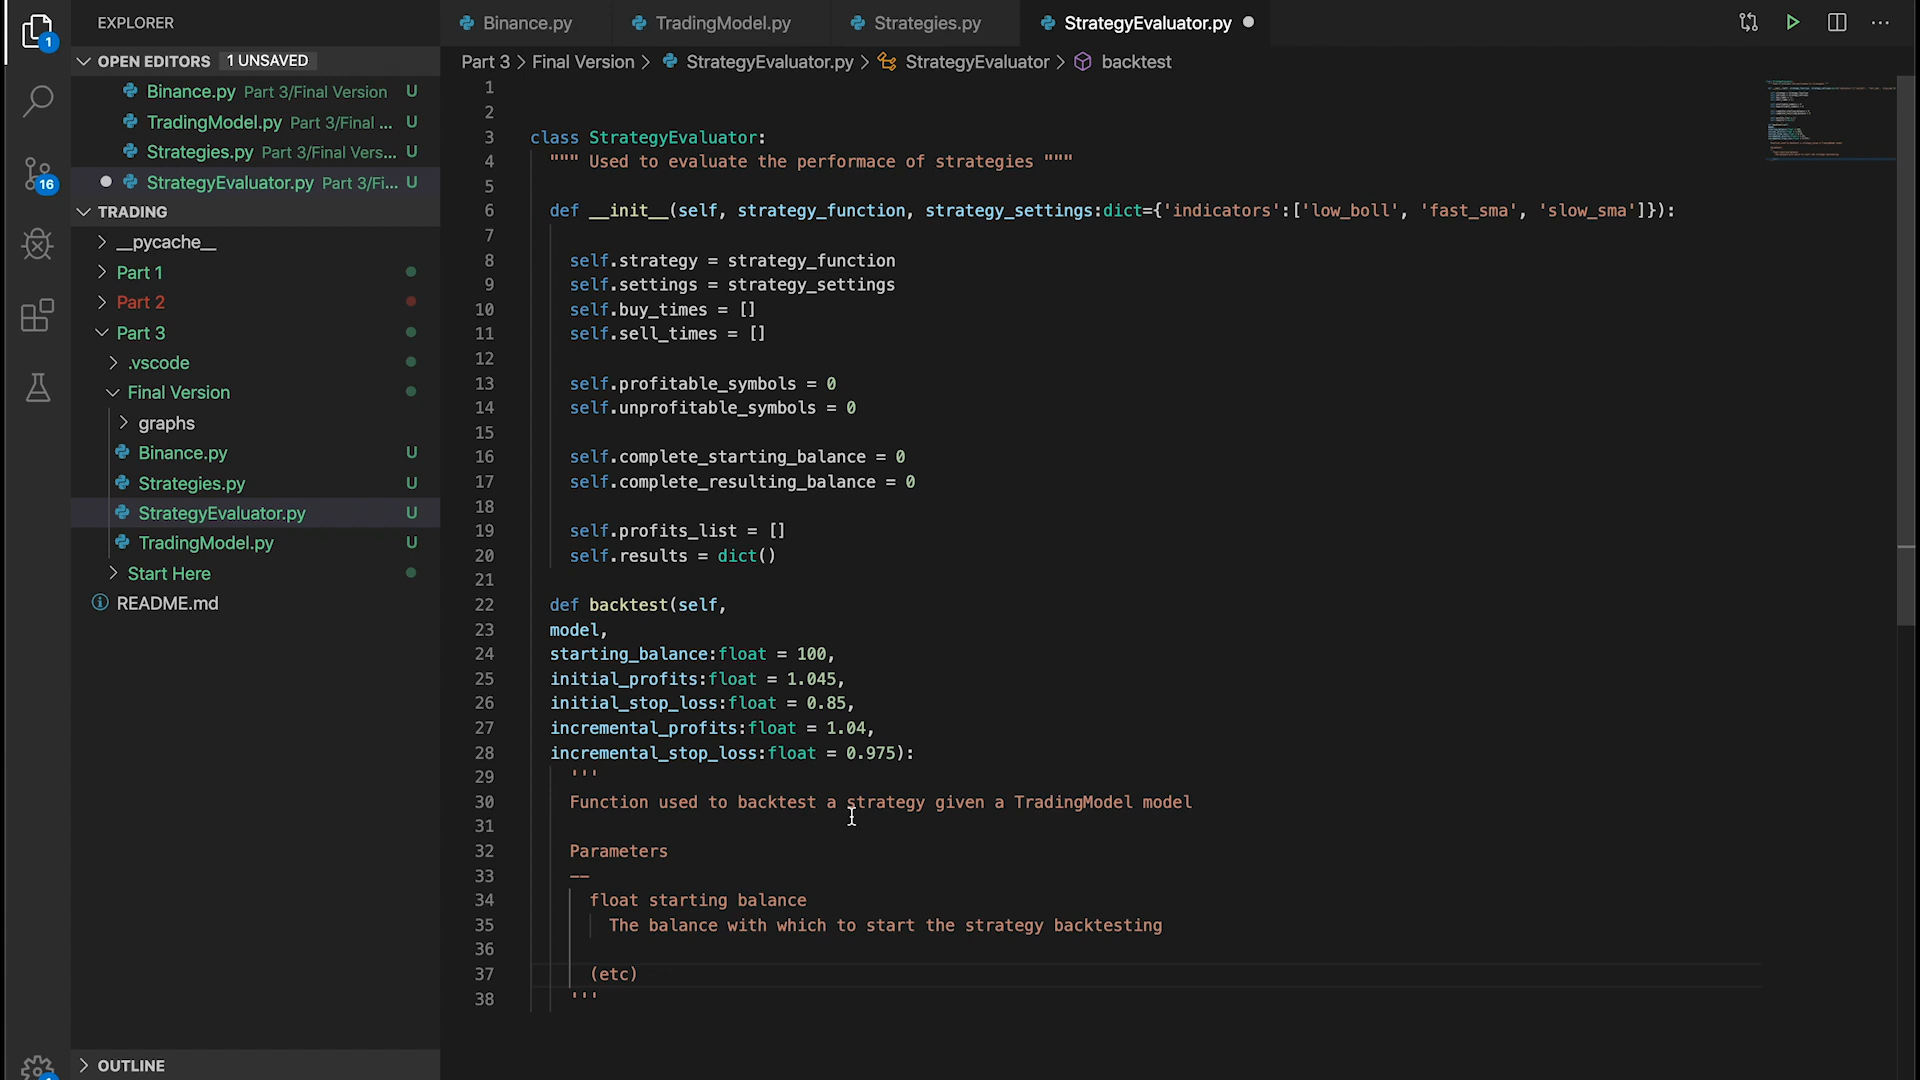 EXPLORER
Binance.py
TradingModel.py
Strategies.py
StrategyEvaluator.py
OPEN EDITORS 1 UNSAVED
Part 3 > Final Version > StrategyEvaluator.py > StrategyEvaluator > backtest
Binance.py Part 3/Final Version U
TradingModel.py Part 3/Final ... U
Strategies.py Part 3/Final Vers... U
StrategyEvaluator.py Part 3/Fi... U
TRADING
__pycache__
Part 1
Part 2
Part 3
.vscode
Final Version
graphs
Binance.py U
Strategies.py U
StrategyEvaluator.py U
TradingModel.py U
Start Here
README.md
OUTLINE
1
16
1
2
3 class StrategyEvaluator:
4 """ Used to evaluate the performace of strategies """
5
6 def __init__(self, strategy_function, strategy_settings:dict={'indicators':['low_boll', 'fast_sma', 'slow_sma']}):
7
8 self.strategy = strategy_function
9 self.settings = strategy_settings
10 self.buy_times = []
11 self.sell_times = []
12
13 self.profitable_symbols = 0
14 self.unprofitable_symbols = 0
15
16 self.complete_starting_balance = 0
17 self.complete_resulting_balance = 0
18
19 self.profits_list = []
20 self.results = dict()
21
22 def backtest(self,
23 model,
24 starting_balance:float = 100,
25 initial_profits:float = 1.045,
26 initial_stop_loss:float = 0.85,
27 incremental_profits:float = 1.04,
28 incremental_stop_loss:float = 0.975):
29 '''
30 Function used to backtest a strategy given a TradingModel model
31
32 Parameters
33 --
34 float starting balance
35 The balance with which to start the strategy backtesting
36
37 (etc)
38 '''